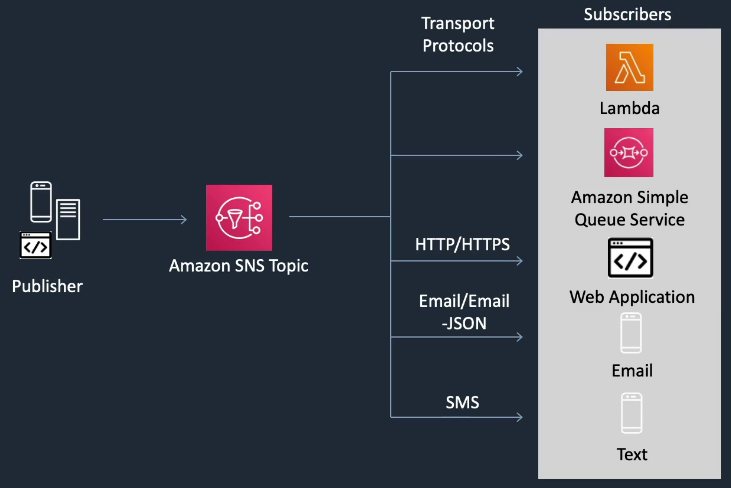 Transport
Protocols
Subscribers
Lambda
Amazon Simple
Queue Service
HTTP/HTTPS
Web Application
Publisher
Amazon SNS Topic
Email/Email
-JSON
Email
SMS
Text